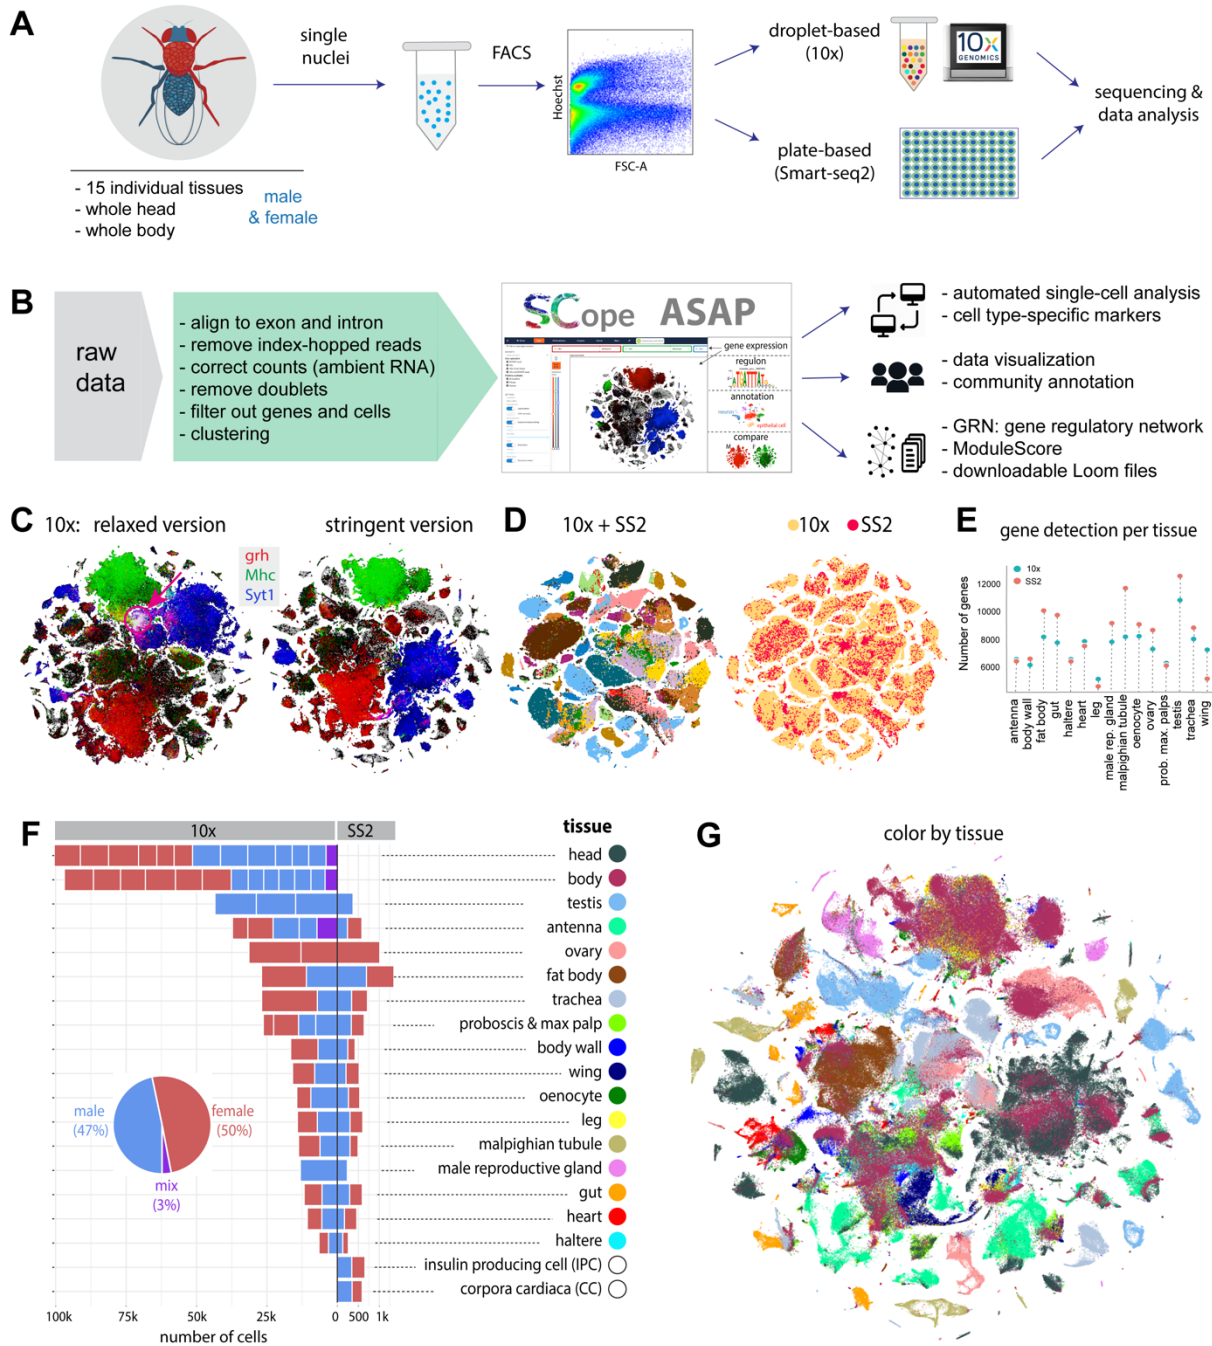 A
single
nuclei
FACS
Hoechst
FSC-A
droplet-based
(10x)
10x
GENOMICS
plate-based
(Smart-seq2)
sequencing &
data analysis
- 15 individual tissues
- whole head
- whole body
male
& female
B
raw
data
- align to exon and intron
- remove index-hopped reads
- correct counts (ambient RNA)
- remove doublets
- filter out genes and cells
- clustering
SCope ASAP
gene expression
regulon
annotation
neuron
epithelial cell
compare
M
F
- automated single-cell analysis
- cell type-specific markers
- data visualization
- community annotation
- GRN: gene regulatory network
- ModuleScore
- downloadable Loom files
C
10x: relaxed version
stringent version
grh
Mhc
Syt1
D
10x + SS2
10x
SS2
E
gene detection per tissue
10x
SS2
Number of genes
12000
10000
8000
6000
antenna
body wall
fat body
gut
haltere
heart
leg
male rep. gland
malpighian tubule
oenocyte
ovary
prob. max. palps
testis
trachea
wing
F
10x
SS2
tissue
head
body
testis
antenna
ovary
fat body
trachea
proboscis & max palp
body wall
wing
oenocyte
leg
malpighian tubule
male reproductive gland
gut
heart
haltere
insulin producing cell (IPC)
corpora cardiaca (CC)
male
(47%)
female
(50%)
mix
(3%)
100k
75k
50k
25k
0
500
1k
number of cells
G
color by tissue